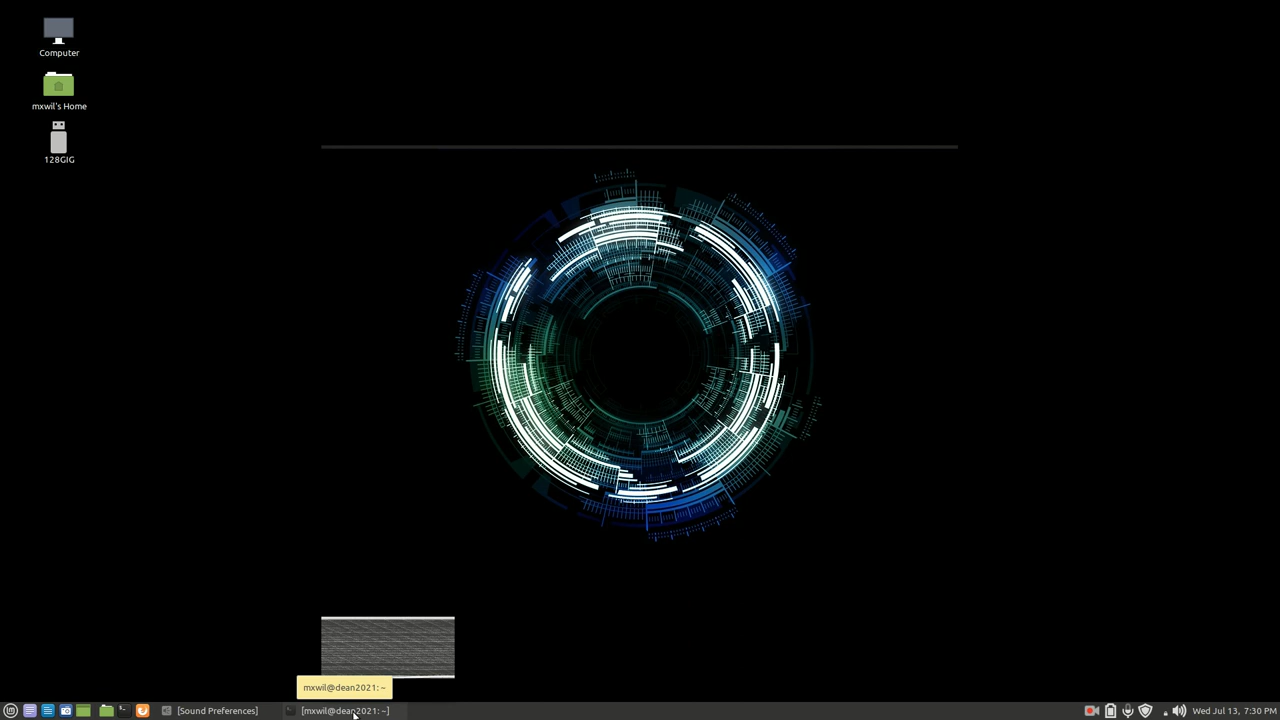 Computer
mxwil's Home
128GIG
mxwil@dean2021: ~
[Sound Preferences]
[mxwil@dean2021: ~]
Wed Jul 13, 7:30 PM